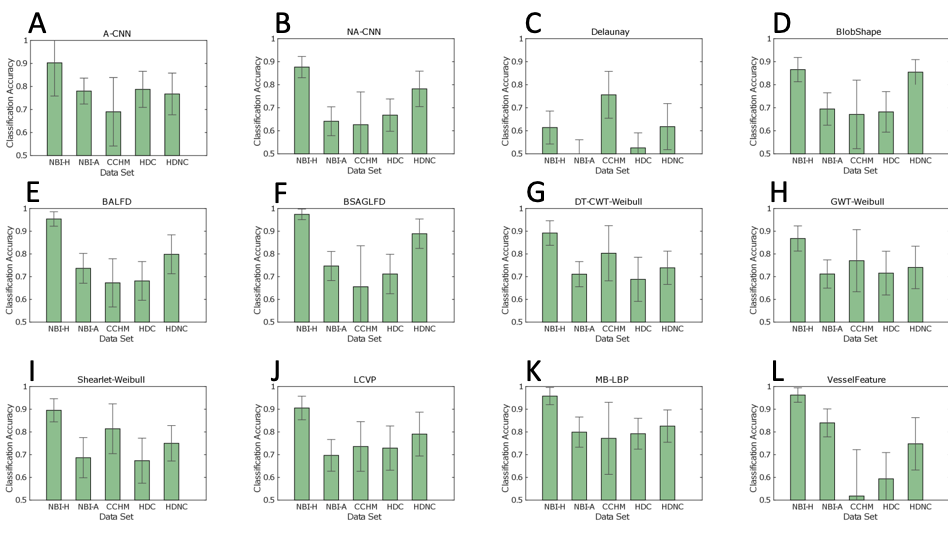 A
A-CNN
Classification Accuracy
1
0.9
0.8
0.7
0.6
0.5
NBI-H NBI-A CCHM HDC HDNC
Data Set
B
NA-CNN
Classification Accuracy
1
0.9
0.8
0.7
0.6
0.5
NBI-H NBI-A CCHM HDC HDNC
Data Set
C
Delaunay
Classification Accuracy
1
0.9
0.8
0.7
0.6
0.5
NBI-H NBI-A CCHM HDC HDNC
Data Set
D
BlobShape
Classification Accuracy
1
0.9
0.8
0.7
0.6
0.5
NBI-H NBI-A CCHM HDC HDNC
Data Set
E
BALFD
Classification Accuracy
1
0.9
0.8
0.7
0.6
0.5
NBI-H NBI-A CCHM HDC HDNC
Data Set
F
BSAGLFD
Classification Accuracy
1
0.9
0.8
0.7
0.6
0.5
NBI-H NBI-A CCHM HDC HDNC
Data Set
G
DT-CWT-Weibull
Classification Accuracy
1
0.9
0.8
0.7
0.6
0.5
NBI-H NBI-A CCHM HDC HDNC
Data Set
H
GWT-Weibull
Classification Accuracy
1
0.9
0.8
0.7
0.6
0.5
NBI-H NBI-A CCHM HDC HDNC
Data Set
I
Shearlet-Weibull
Classification Accuracy
1
0.9
0.8
0.7
0.6
0.5
NBI-H NBI-A CCHM HDC HDNC
Data Set
J
LCVP
Classification Accuracy
1
0.9
0.8
0.7
0.6
0.5
NBI-H NBI-A CCHM HDC HDNC
Data Set
K
MB-LBP
Classification Accuracy
1
0.9
0.8
0.7
0.6
0.5
NBI-H NBI-A CCHM HDC HDNC
Data Set
L
VesselFeature
Classification Accuracy
1
0.9
0.8
0.7
0.6
0.5
NBI-H NBI-A CCHM HDC HDNC
Data Set